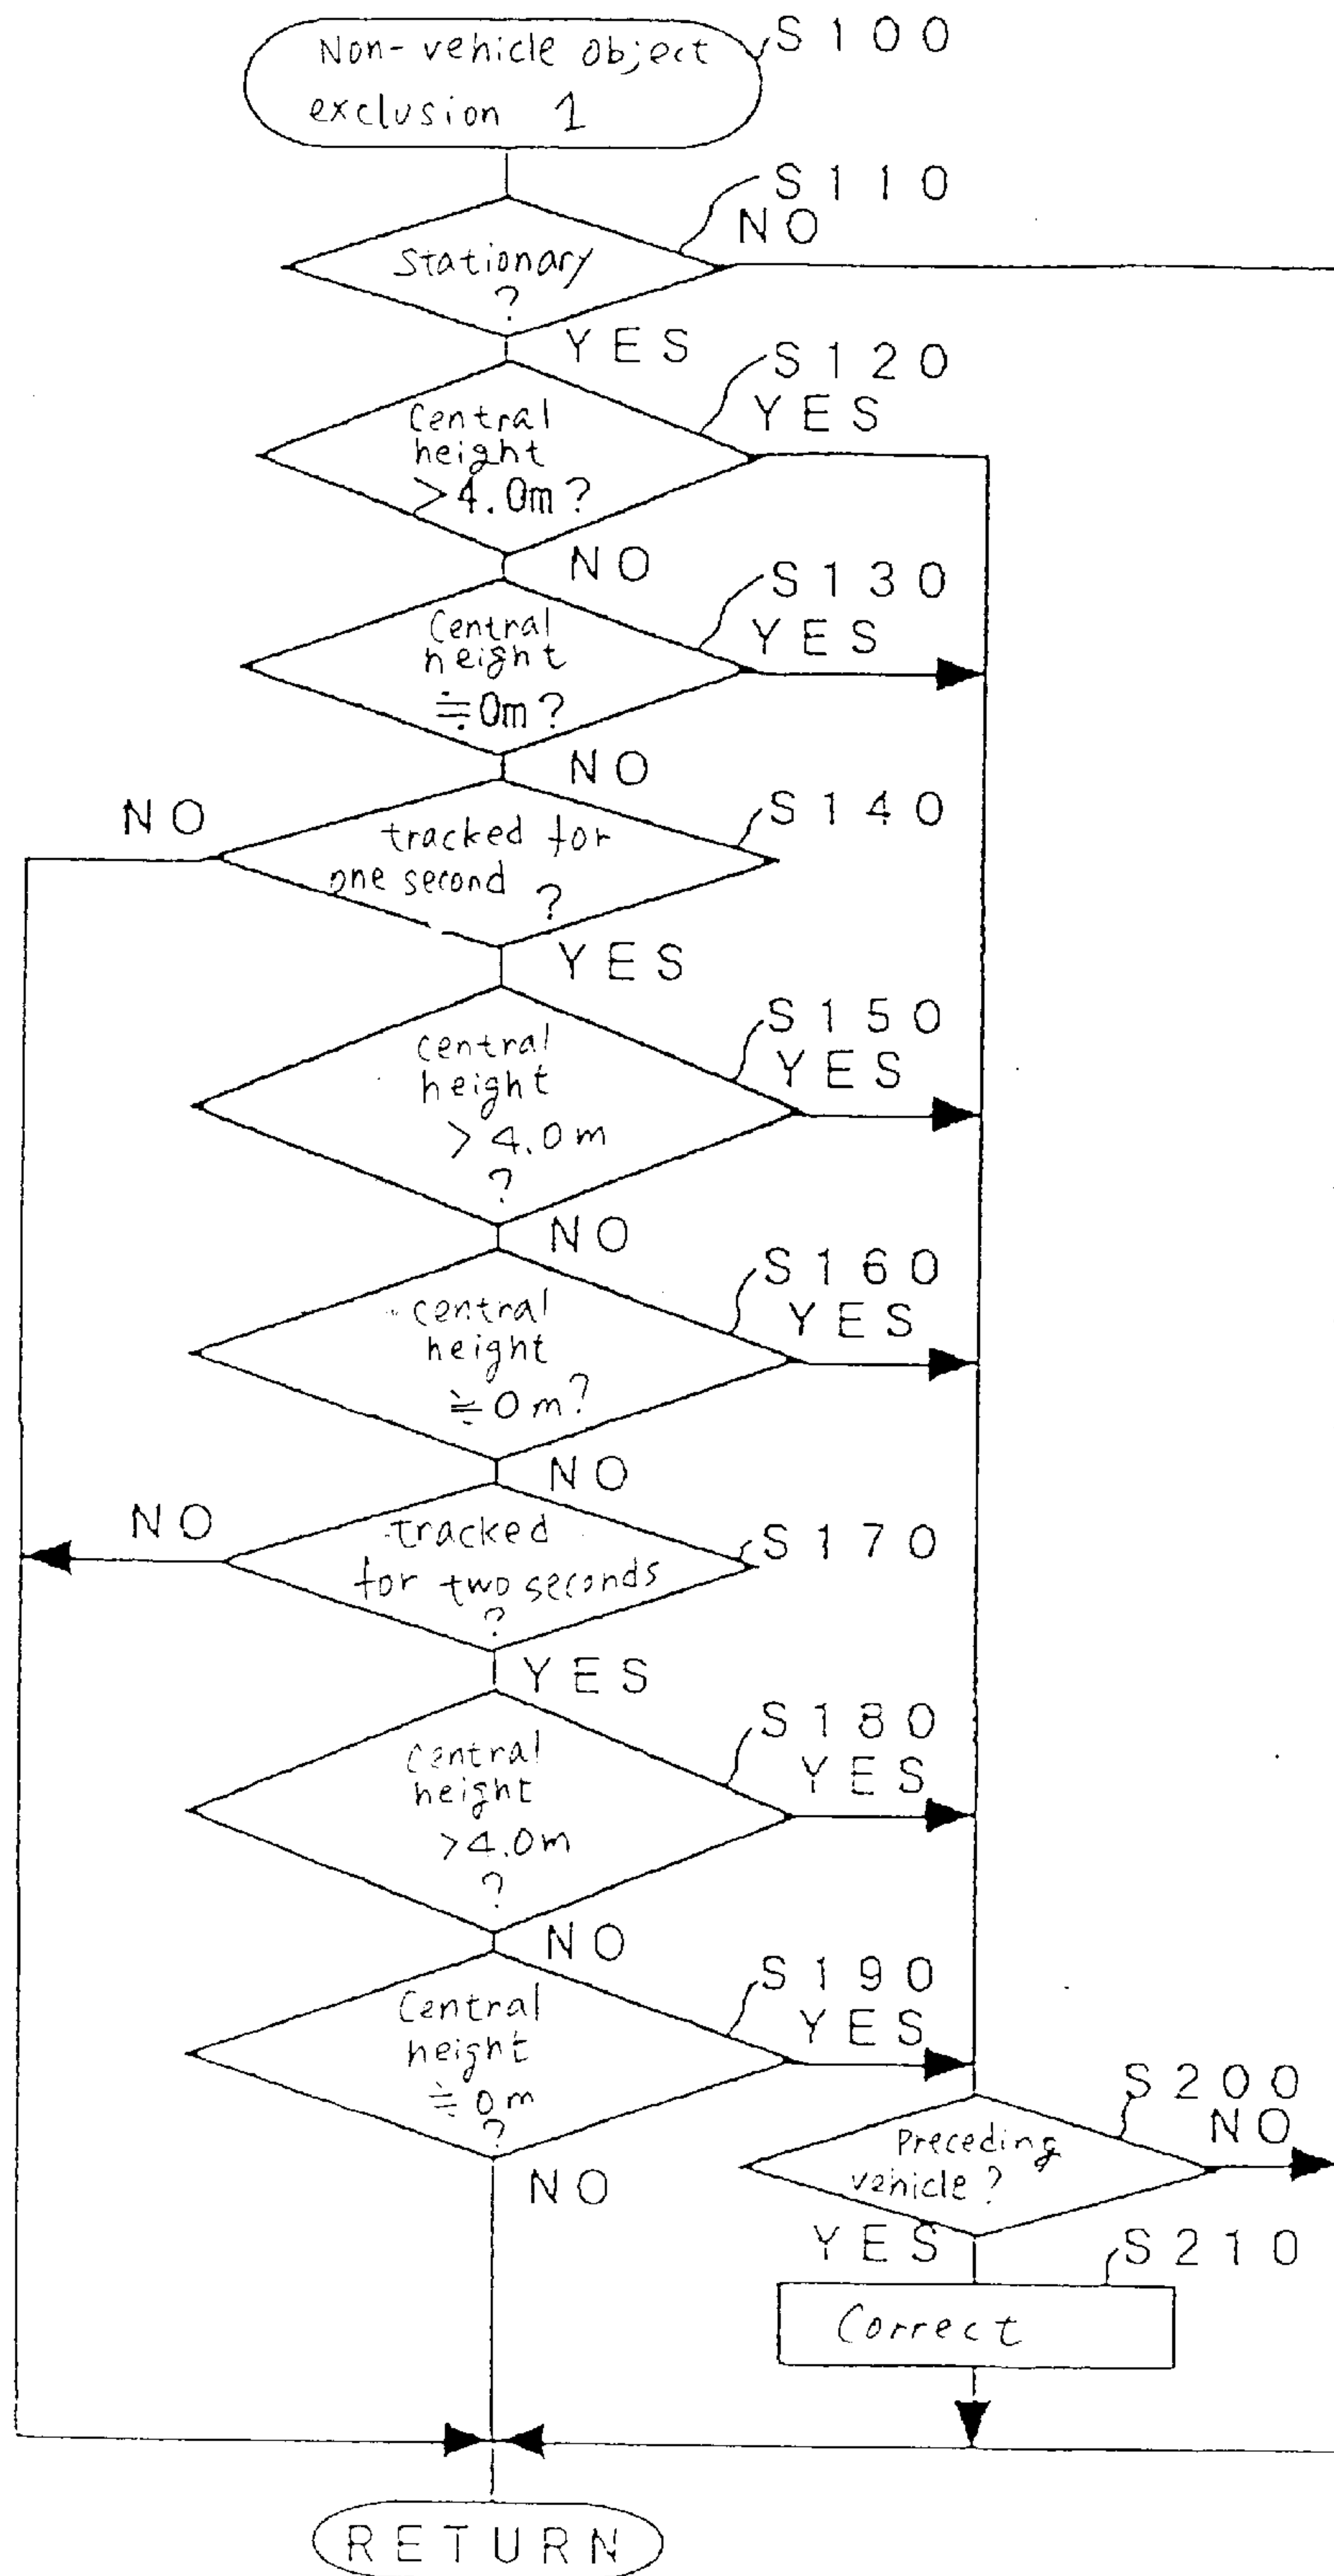 Non-vehicle object
exclusion 1
S100
S110
NO
Stationary
?
YES
S120
YES
Central
height
>4.0m?
NO
S130
YES
Central
height
≒0m?
NO
NO
S140
tracked for
one second
?
YES
S150
YES
Central
height
>4.0m
?
NO
S160
YES
central
height
≒0m?
NO
NO
tracked
S170
for two seconds
?
YES
S180
YES
Central
height
>4.0m
?
NO
S190
YES
Central
height
≒0m
?
NO
S200
NO
Preceding
vehicle?
YES
S210
Correct
RETURN